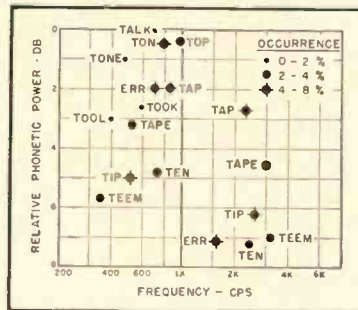 TALK
TON TOP
TONE
OCCURRENCE
0 - 2 %
2 - 4 %
4 - 8 %
ERR TAP
TOOK
TOOL TAPE
TAP
TEN
TAPE
TIP
TEEM
TIP
ERR TEEM
TEN
RELATIVE PHONETIC POWER - DB
0
2
4
6
8
200 400 600 1K 2K 3K 4K 6K
FREQUENCY - CPS